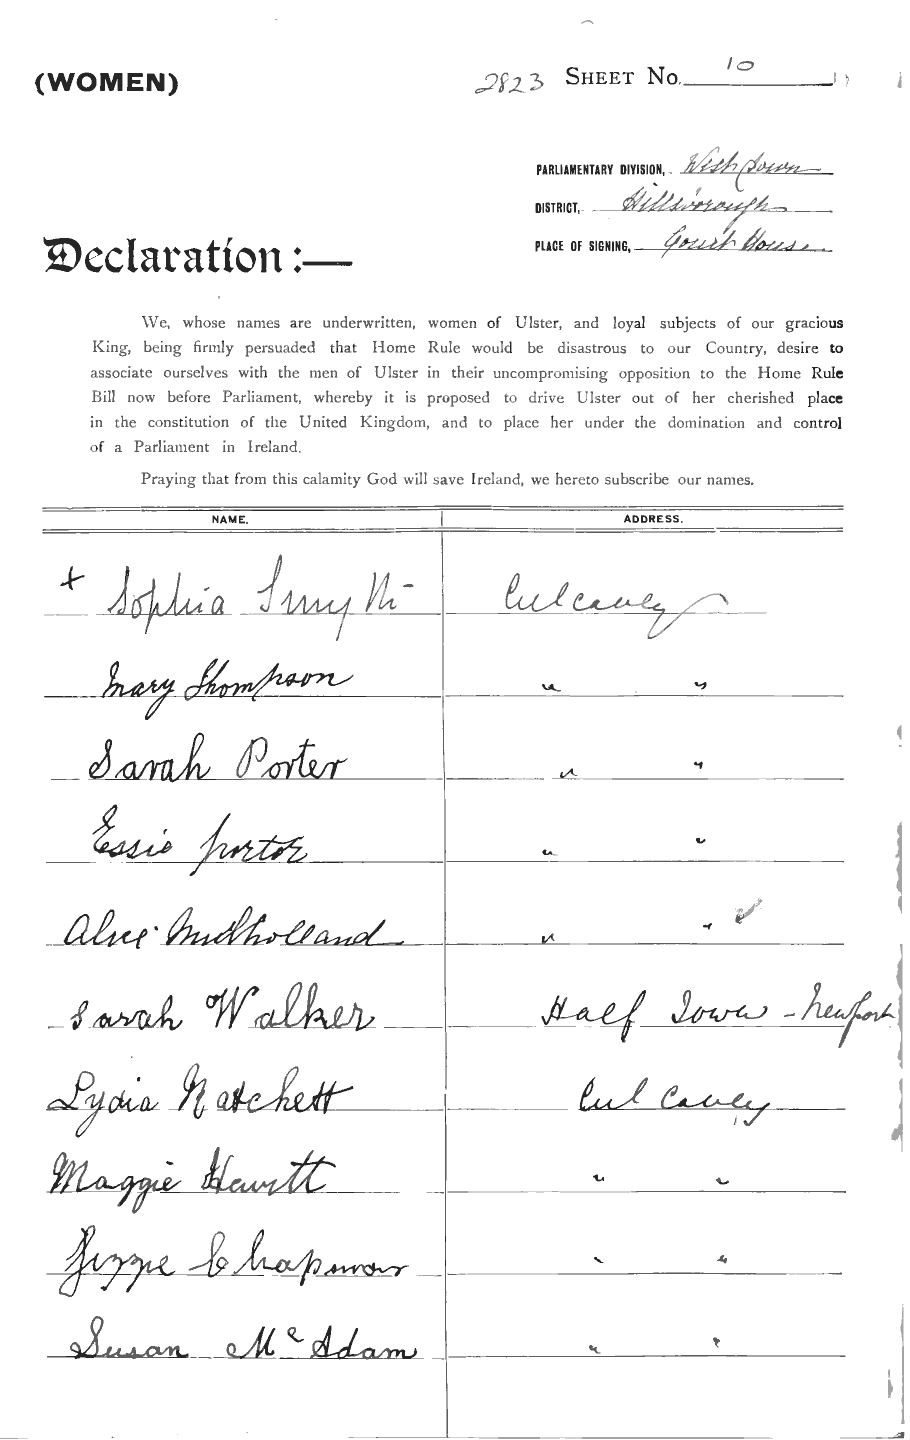 (WOMEN)
2823 SHEET No. 10
PARLIAMENTARY DIVISION, West Down
DISTRICT, Hillsborough
PLACE OF SIGNING, Court House
Declaration :—
We, whose names are underwritten, women of Ulster, and loyal subjects of our gracious
King, being firmly persuaded that Home Rule would be disastrous to our Country, desire to
associate ourselves with the men of Ulster in their uncompromising opposition to the Home Rule
Bill now before Parliament, whereby it is proposed to drive Ulster out of her cherished place
in the constitution of the United Kingdom, and to place her under the domination and control
of a Parliament in Ireland.
Praying that from this calamity God will save Ireland, we hereto subscribe our names.
NAME. ADDRESS.
+ Sophia Smyth Culcavey
Mary Thompson " "
Sarah Porter " "
Essie Porter " "
Alice Mulholland " "
Sarah Walker Half Town - Newport
Lydia Hatchett Cul Cavey
Maggie Hewitt " "
Lizzie Chapman " "
Susan McAdam " "